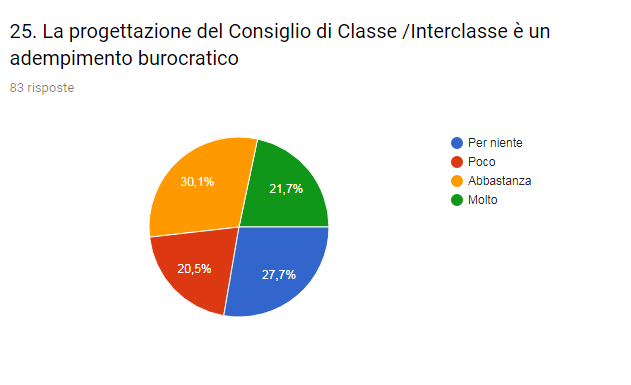 25. La progettazione del Consiglio di Classe /Interclasse è un
adempimento burocratico
83 risposte
30,1%
21,7%
20,5%
27,7%
Per niente
Poco
Abbastanza
Molto